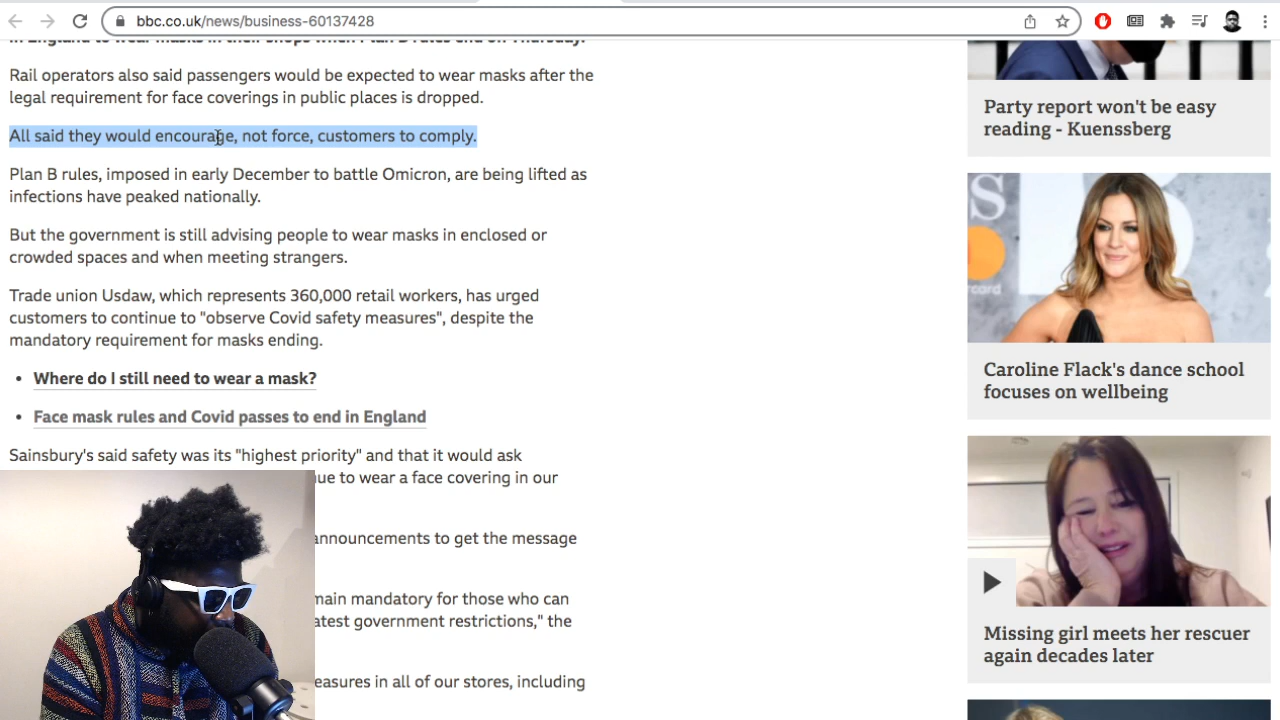 bbc.co.uk/news/business-60137428
in England to wear masks in their shops when Plan B rules end on Thursday.
Rail operators also said passengers would be expected to wear masks after the
legal requirement for face coverings in public places is dropped.
All said they would encourage, not force, customers to comply.
Plan B rules, imposed in early December to battle Omicron, are being lifted as
infections have peaked nationally.
But the government is still advising people to wear masks in enclosed or
crowded spaces and when meeting strangers.
Trade union Usdaw, which represents 360,000 retail workers, has urged
customers to continue to "observe Covid safety measures", despite the
mandatory requirement for masks ending.
• Where do I still need to wear a mask?
• Face mask rules and Covid passes to end in England
Sainsbury's said safety was its "highest priority" and that it would ask
ue to wear a face covering in our
announcements to get the message
main mandatory for those who can
atest government restrictions," the
easures in all of our stores, including
Party report won't be easy
reading - Kuenssberg
S
card
Caroline Flack's dance school
focuses on wellbeing
Missing girl meets her rescuer
again decades later